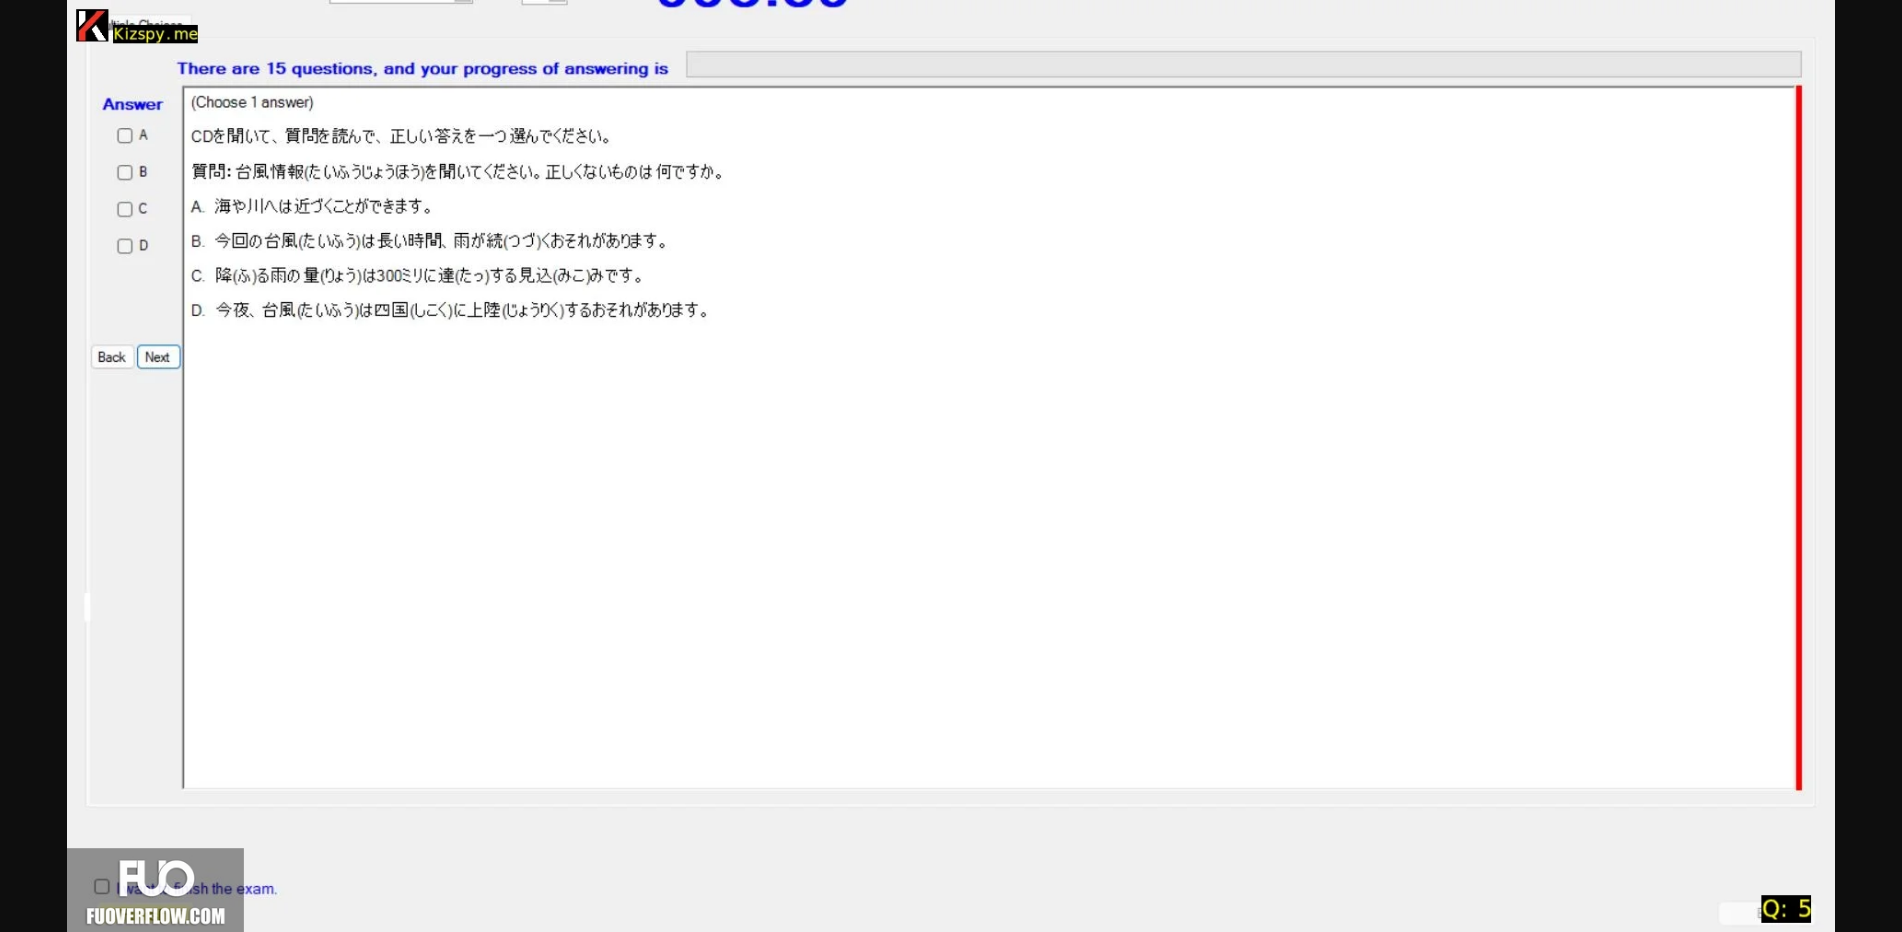 Kizspy.me
There are 15 questions, and your progress of answering is
Answer
(Choose 1 answer)
A
CDを聞いて、質問を読んで、正しい答えを一つ選んでください。
B
質問: 台風情報(たいふうじょうほう)を聞いてください。正しくないものは何ですか。
C
A. 海や川へは近づくことができます。
D
B. 今回の台風(たいふう)は長い時間、雨が続(つづ)くおそれがあります。
C. 降(ふ)る雨の量(りょう)は300ミリに達(たっ)する見込(みこ)みです。
D. 今夜、台風(たいふう)は四国(しこく)に上陸(じょうりく)するおそれがあります。
Back Next
FUO
I want finish the exam.
FUOVERFLOW.COM
Q: 5